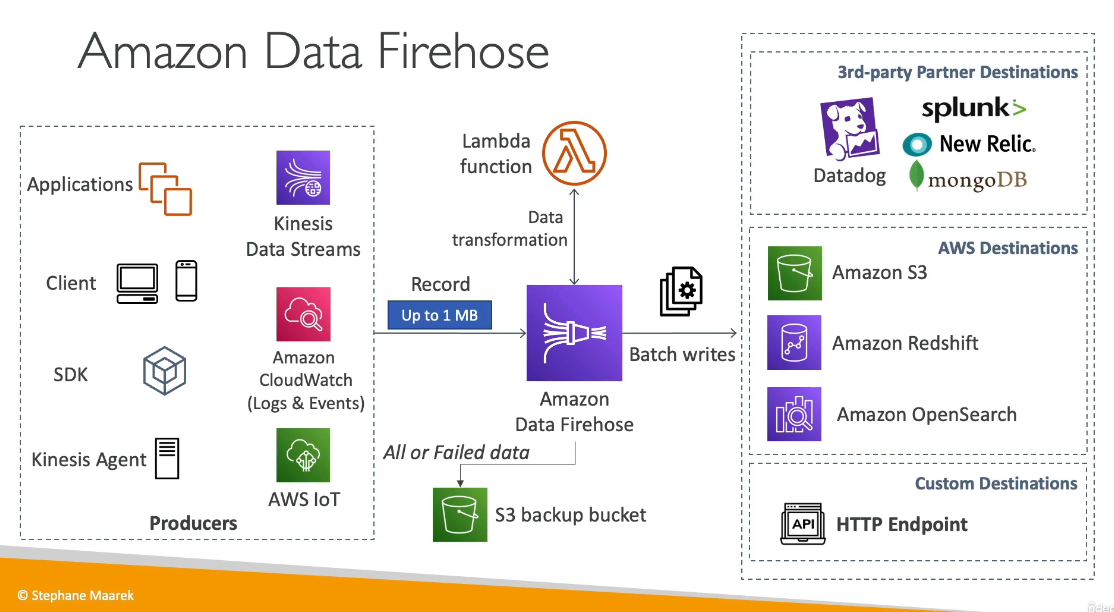 Amazon Data Firehose
Applications
Client
SDK
Kinesis Agent
Kinesis
Data Streams
Amazon
CloudWatch
(Logs & Events)
AWS IoT
Producers
Record
Up to 1 MB
Lambda
function
Data
transformation
Amazon
Data Firehose
All or Failed data
S3 backup bucket
Batch writes
3rd-party Partner Destinations
Datadog
splunk>
New Relic.
mongoDB
AWS Destinations
Amazon S3
Amazon Redshift
Amazon OpenSearch
Custom Destinations
API
HTTP Endpoint
© Stephane Maarek